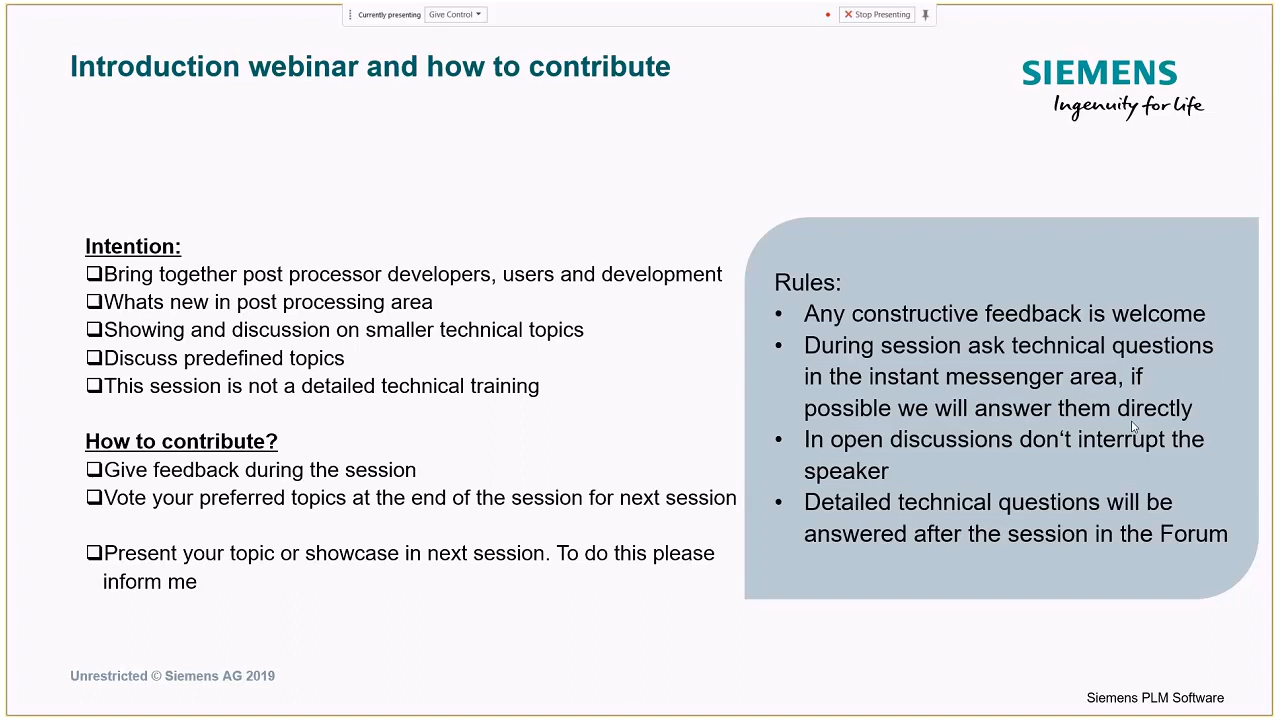 Currently presenting Give Control Stop Presenting
Introduction webinar and how to contribute
SIEMENS
Ingenuity for life
Intention:
Bring together post processor developers, users and development
Whats new in post processing area
Showing and discussion on smaller technical topics
Discuss predefined topics
This session is not a detailed technical training
How to contribute?
Give feedback during the session
Vote your preferred topics at the end of the session for next session
Present your topic or showcase in next session. To do this please
inform me
Rules:
• Any constructive feedback is welcome
• During session ask technical questions
in the instant messenger area, if
possible we will answer them directly
• In open discussions don‘t interrupt the
speaker
• Detailed technical questions will be
answered after the session in the Forum
Unrestricted © Siemens AG 2019
Siemens PLM Software